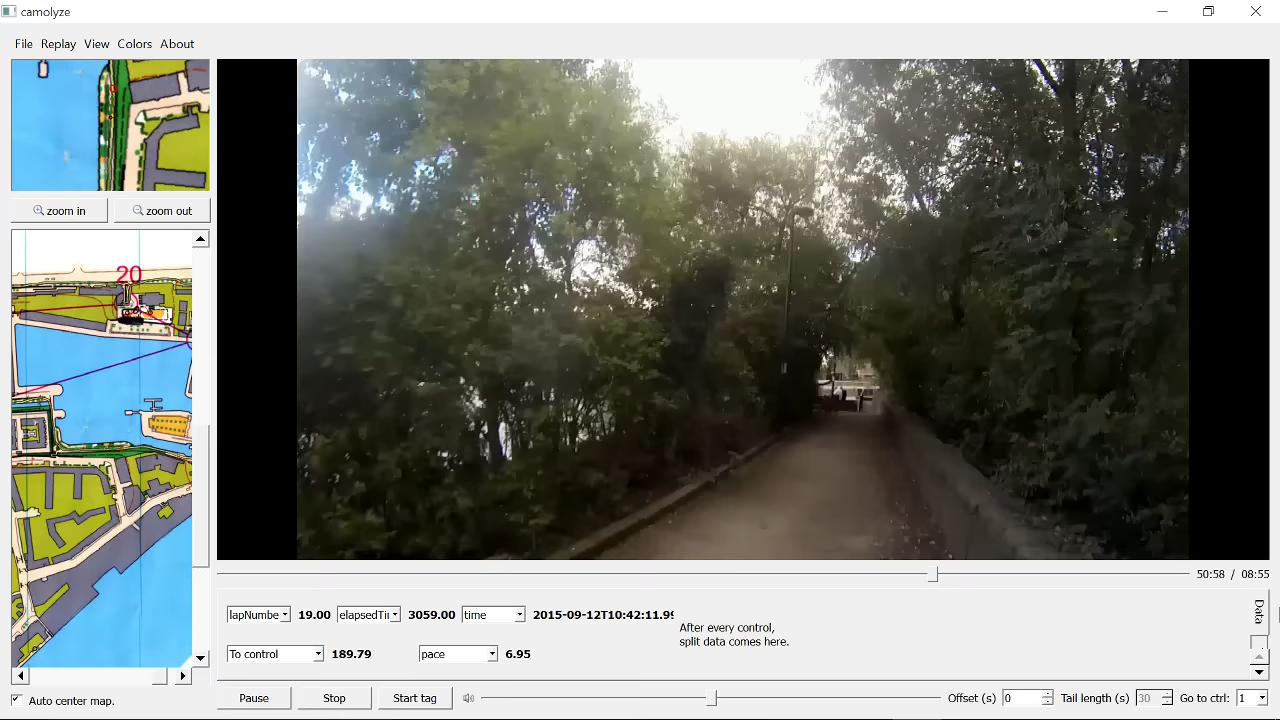 camolyze
File Replay View Colors About
zoom in
zoom out
20
50:58 / 08:55
lapNumbe 19.00 elapsedTi 3059.00 time 2015-09-12T10:42:11.9
After every control,
split data comes here.
To control 189.79 pace 6.95
Data
Auto center map.
Pause Stop Start tag Offset (s) 0 Tail length (s) 30 Go to ctrl: 1